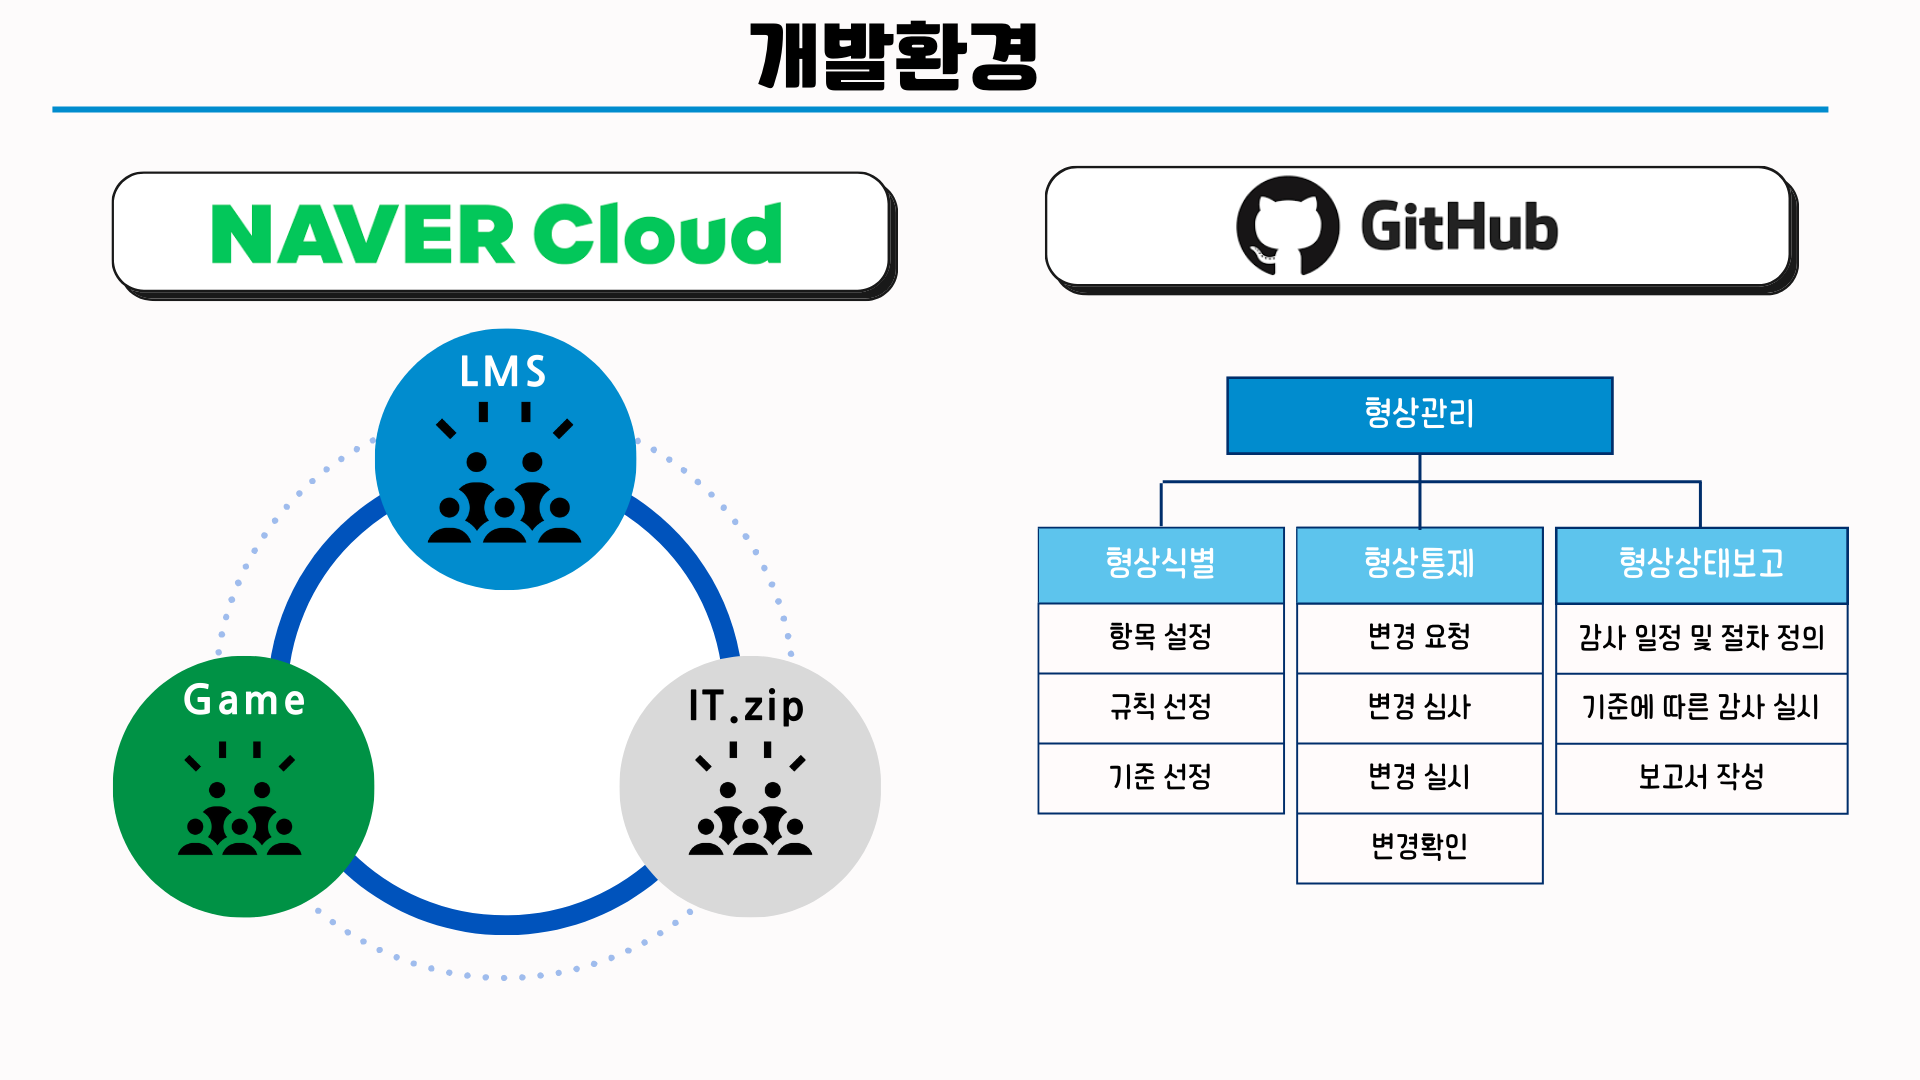 개발환경
NAVER Cloud
LMS
Game
IT.zip
GitHub
형상관리
형상식별
항목 설정
규칙 선정
기준 선정
형상통제
변경 요청
변경 심사
변경 실시
변경확인
형상상태보고
감사 일정 및 절차 정의
기준에 따른 감사 실시
보고서 작성